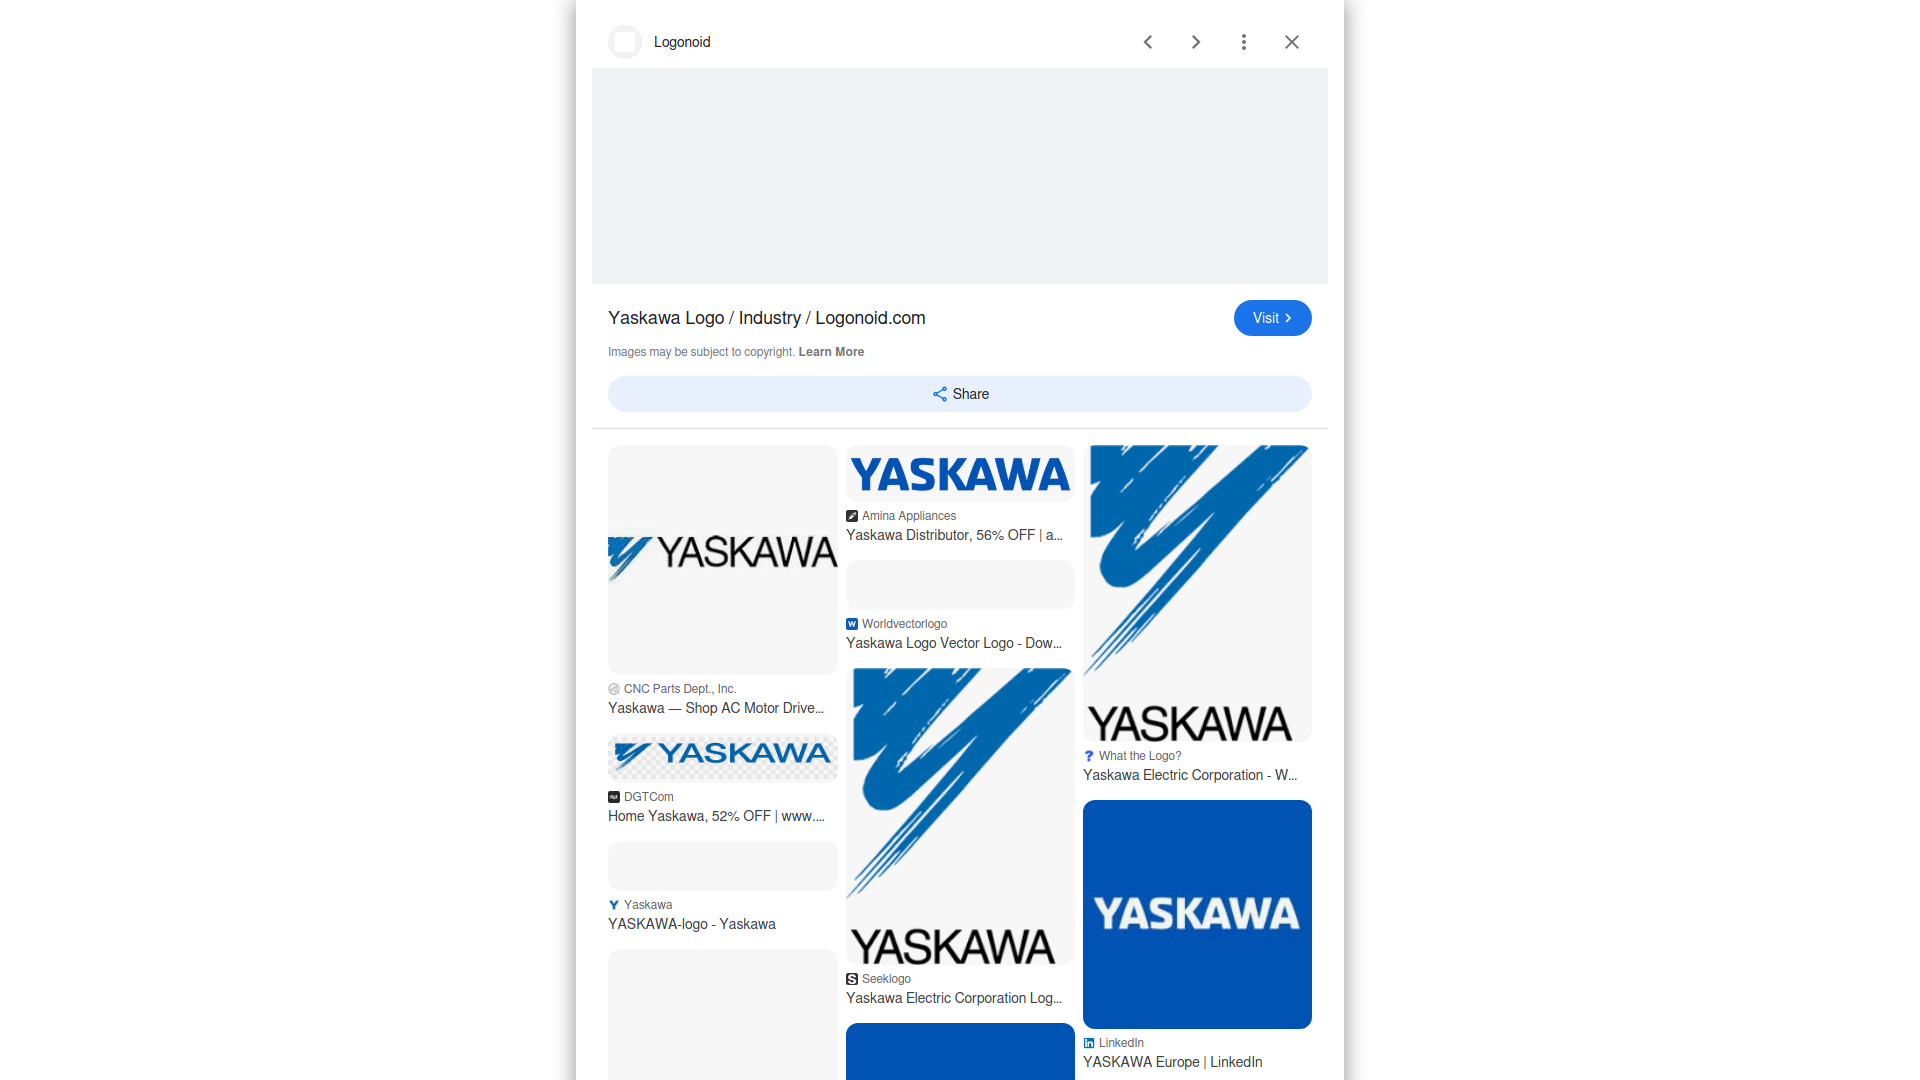 Logonoid
Yaskawa Logo / Industry / Logonoid.com
Visit
Images may be subject to copyright. Learn More
Share
YASKAWA
CNC Parts Dept., Inc.
Yaskawa — Shop AC Motor Drive...
YASKAWA
DGTCom
Home Yaskawa, 52% OFF | www....
Yaskawa
YASKAWA-logo - Yaskawa
YASKAWA
Amina Appliances
Yaskawa Distributor, 56% OFF | a...
Worldvectorlogo
Yaskawa Logo Vector Logo - Dow...
YASKAWA
Seeklogo
Yaskawa Electric Corporation Log...
YASKAWA
What the Logo?
Yaskawa Electric Corporation - W...
YASKAWA
LinkedIn
YASKAWA Europe | LinkedIn